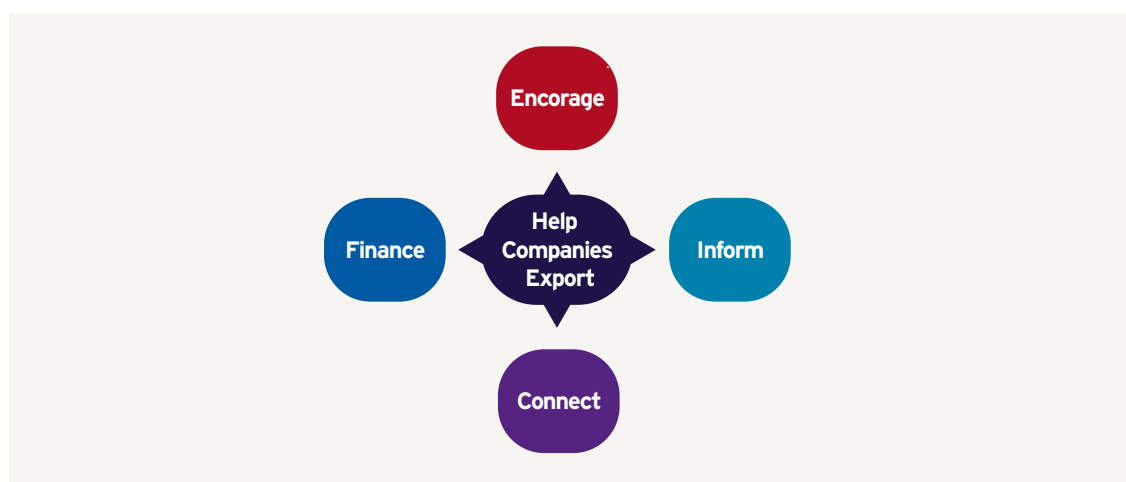 Encorage
Finance
Help
Companies
Export
Inform
Connect